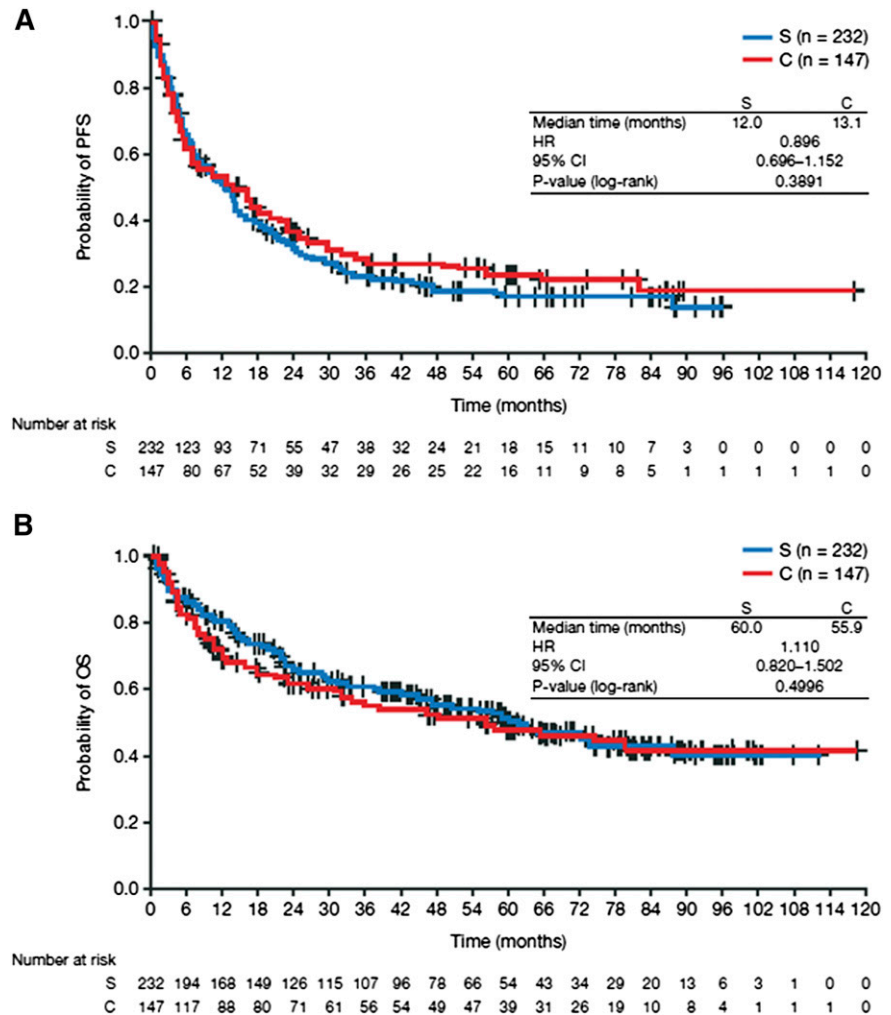 A
S (n = 232)
C (n = 147)
S C
Median time (months) 12.0 13.1
HR 0.896
95% CI 0.696–1.152
P-value (log-rank) 0.3891
Probability of PFS
1.0
0.8
0.6
0.4
0.2
0.0
0 6 12 18 24 30 36 42 48 54 60 66 72 78 84 90 96 102 108 114 120
Time (months)
Number at risk
S 232 123 93 71 55 47 38 32 24 21 18 15 11 10 7 3 0 0 0 0 0
C 147 80 67 52 39 32 29 26 25 22 16 11 9 8 5 1 1 1 1 1 0
B
S (n = 232)
C (n = 147)
S C
Median time (months) 60.0 55.9
HR 1.110
95% CI 0.820–1.502
P-value (log-rank) 0.4996
Probability of OS
1.0
0.8
0.6
0.4
0.2
0.0
0 6 12 18 24 30 36 42 48 54 60 66 72 78 84 90 96 102 108 114 120
Time (months)
Number at risk
S 232 194 168 149 126 115 107 96 78 66 54 43 34 29 20 13 6 3 1 0 0
C 147 117 88 80 71 61 56 54 49 47 39 31 26 19 10 8 4 1 1 1 0